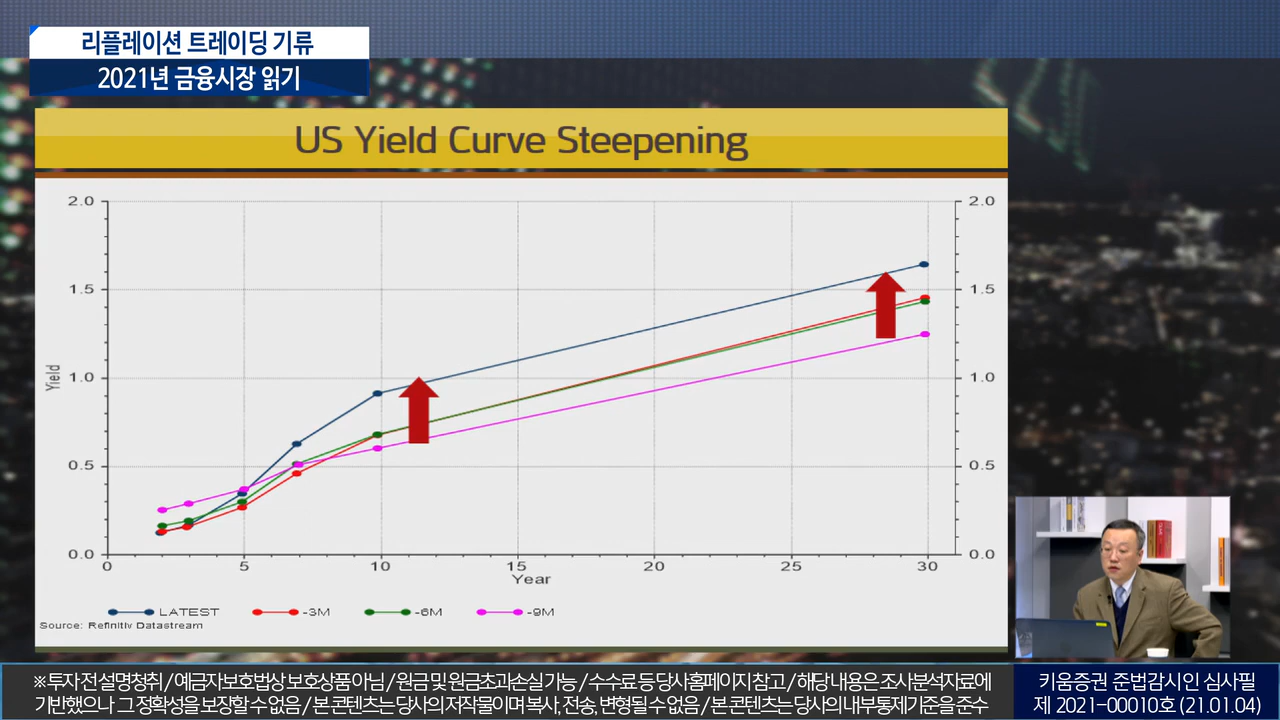 리플레이션 트레이딩 기류
2021년 금융시장 읽기
US Yield Curve Steepening
2.0 2.0
1.5 1.5
1.0 1.0
Yield
0.5 0.5
0.0 0.0
0 5 10 15 20 25 30
Year
LATEST -3M -6M -9M
Source: Refinitiv Datastream
※ 투자 전 설명청취 / 예금자보호법상 보호상품 아님 / 원금 및 원금초과손실 가능 / 수수료 등 당사홈페이지 참고 / 해당 내용은 조사분석자료에
기반했으나 그 정확성을 보장할 수 없음 / 본 콘텐츠는 당사의 저작물이며 복사, 전송, 변형될 수 없음 / 본 콘텐츠는 당사의 내부통제기준을 준수
키움증권 준법감시인 심사필
제 2021-00010호 (21.01.04)